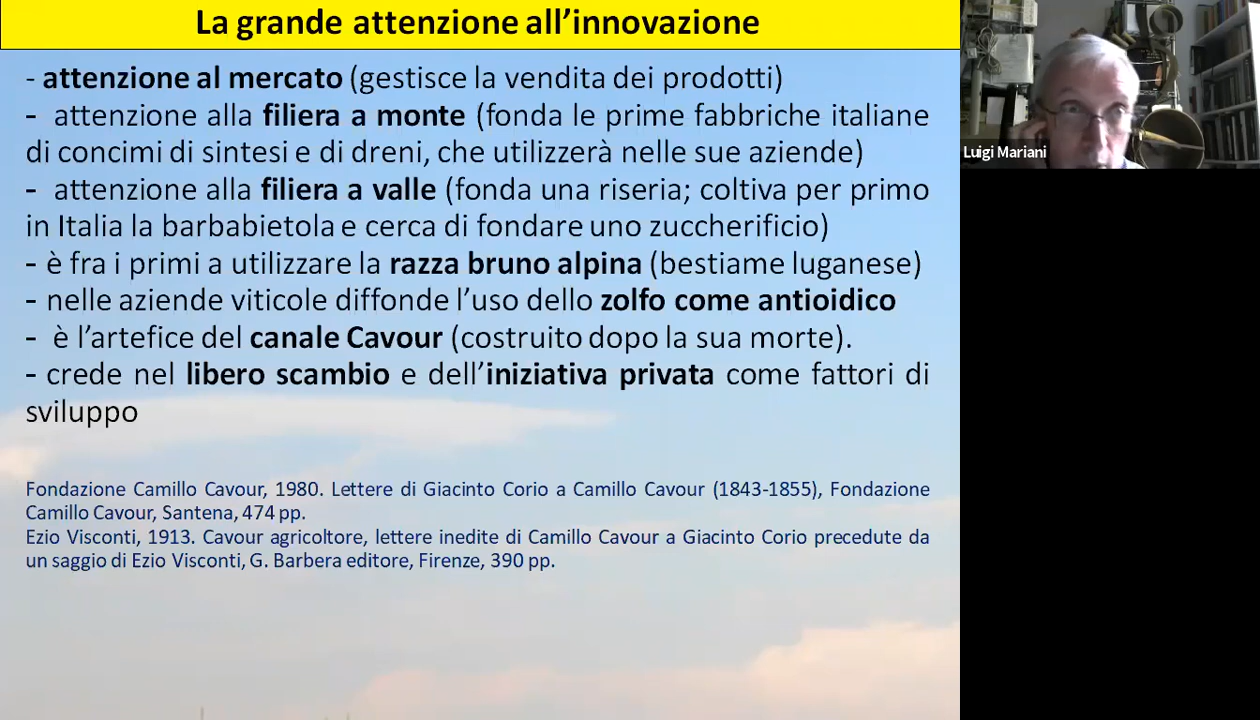 La grande attenzione all’innovazione
- attenzione al mercato (gestisce la vendita dei prodotti)
- attenzione alla filiera a monte (fonda le prime fabbriche italiane
di concimi di sintesi e di dreni, che utilizzerà nelle sue aziende)
- attenzione alla filiera a valle (fonda una riseria; coltiva per primo
in Italia la barbabietola e cerca di fondare uno zuccherificio)
- è fra i primi a utilizzare la razza bruno alpina (bestiame luganese)
- nelle aziende viticole diffonde l’uso dello zolfo come antioidico
- è l’artefice del canale Cavour (costruito dopo la sua morte).
- crede nel libero scambio e dell’iniziativa privata come fattori di
sviluppo
Fondazione Camillo Cavour, 1980. Lettere di Giacinto Corio a Camillo Cavour (1843-1855), Fondazione
Camillo Cavour, Santena, 474 pp.
Ezio Visconti, 1913. Cavour agricoltore, lettere inedite di Camillo Cavour a Giacinto Corio precedute da
un saggio di Ezio Visconti, G. Barbera editore, Firenze, 390 pp.
Luigi Mariani